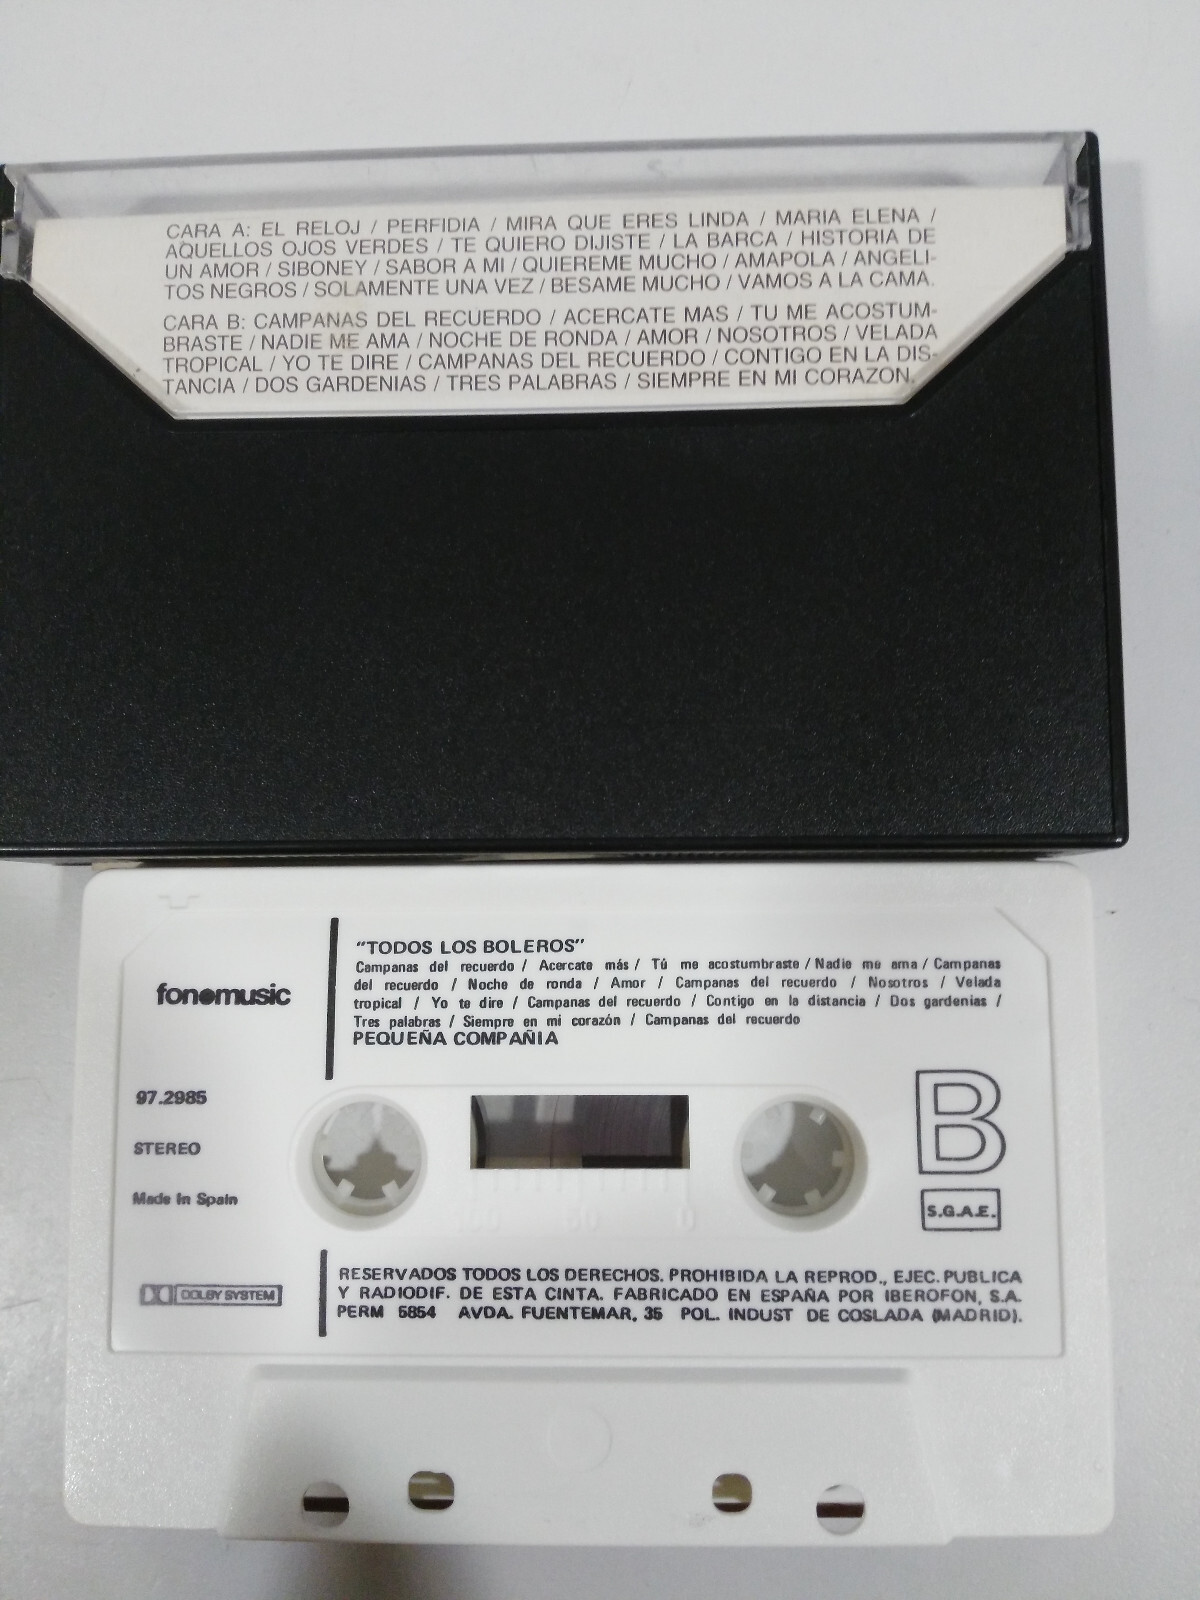 CARA A: EL RELOJ / PERFIDIA / MIRA QUE ERES LINDA / MARIA ELENA /
AQUELLOS OJOS VERDES / TE QUIERO DIJISTE / LA BARCA / HISTORIA DE
UN AMOR / SIBONEY / SABOR A MI / QUIEREME MUCHO / AMAPOLA / ANGELI-
TOS NEGROS / SOLAMENTE UNA VEZ / BESAME MUCHO / VAMOS A LA CAMA.
CARA B: CAMPANAS DEL RECUERDO / ACERCATE MAS / TU ME ACOSTUM-
BRASTE / NADIE ME AMA / NOCHE DE RONDA / AMOR / NOSOTROS / VELADA
TROPICAL / YO TE DIRE / CAMPANAS DEL RECUERDO / CONTIGO EN LA DIS-
TANCIA / DOS GARDENIAS / TRES PALABRAS / SIEMPRE EN MI CORAZON.
"TODOS LOS BOLEROS"
Campanas del recuerdo / Acercate más / Tú me acostumbraste / Nadie me ama / Campanas
del recuerdo / Noche de ronda / Amor / Campanas del recuerdo / Nosotros / Velada
tropical / Yo te dire / Campanas del recuerdo / Contigo en la distancia / Dos gardenias /
Tres palabras / Siempre en mi corazón / Campanas del recuerdo
PEQUEÑA COMPAÑIA
fonomusic
97.2985
STEREO
Made in Spain
DOLBY SYSTEM
B
S.G.A.E.
100 50 0
RESERVADOS TODOS LOS DERECHOS. PROHIBIDA LA REPROD., EJEC. PUBLICA
Y RADIODIF. DE ESTA CINTA. FABRICADO EN ESPAÑA POR IBEROFON, S.A.
PERM 5854 AVDA. FUENTEMAR, 35 POL. INDUST DE COSLADA (MADRID).